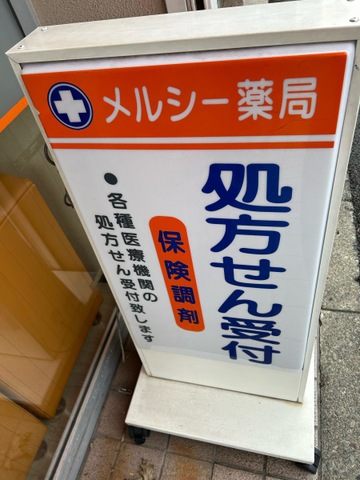 メルシー薬局
処方せん受付
保険調剤
●各種医療機関の
処方せん受付致します